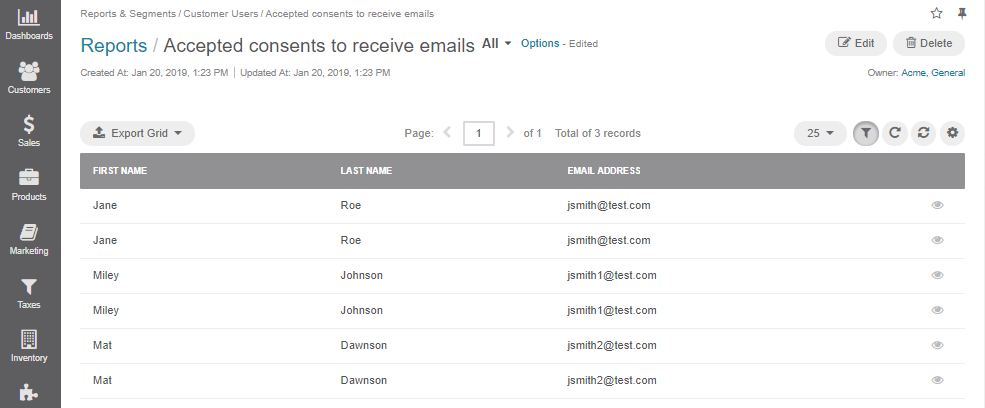 Dashboards
Customers
Sales
Products
Marketing
Taxes
Inventory
Reports & Segments / Customer Users / Accepted consents to receive emails
Reports / Accepted consents to receive emails All Options - Edited
Edit Delete
Created At: Jan 20, 2019, 1:23 PM | Updated At: Jan 20, 2019, 1:23 PM
Owner: Acme, General
Export Grid Page: 1 of 1 Total of 3 records 25
FIRST NAME LAST NAME EMAIL ADDRESS
Jane Roe jsmith@test.com
Jane Roe jsmith@test.com
Miley Johnson jsmith1@test.com
Miley Johnson jsmith1@test.com
Mat Dawnson jsmith2@test.com
Mat Dawnson jsmith2@test.com